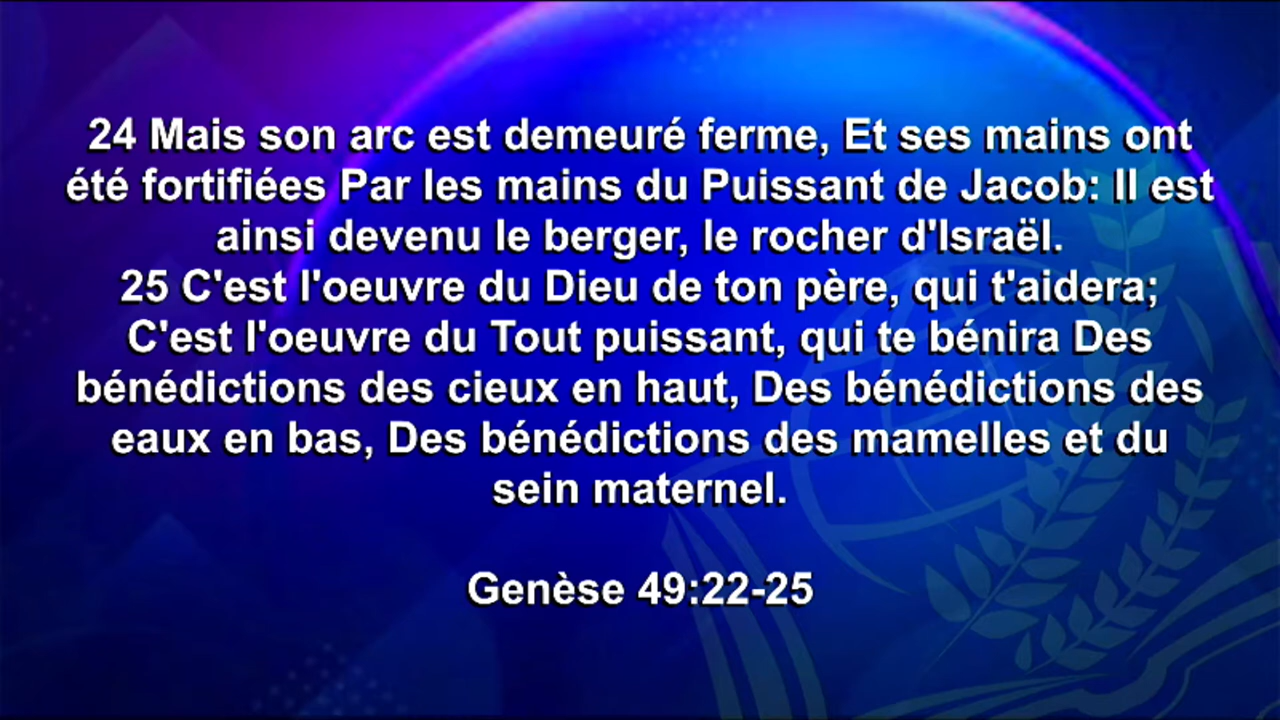 24 Mais son arc est demeuré ferme, Et ses mains ont
été fortifiées Par les mains du Puissant de Jacob: Il est
ainsi devenu le berger, le rocher d'Israël.
25 C'est l'oeuvre du Dieu de ton père, qui t'aidera;
C'est l'oeuvre du Tout puissant, qui te bénira Des
bénédictions des cieux en haut, Des bénédictions des
eaux en bas, Des bénédictions des mamelles et du
sein maternel.
Genèse 49:22-25